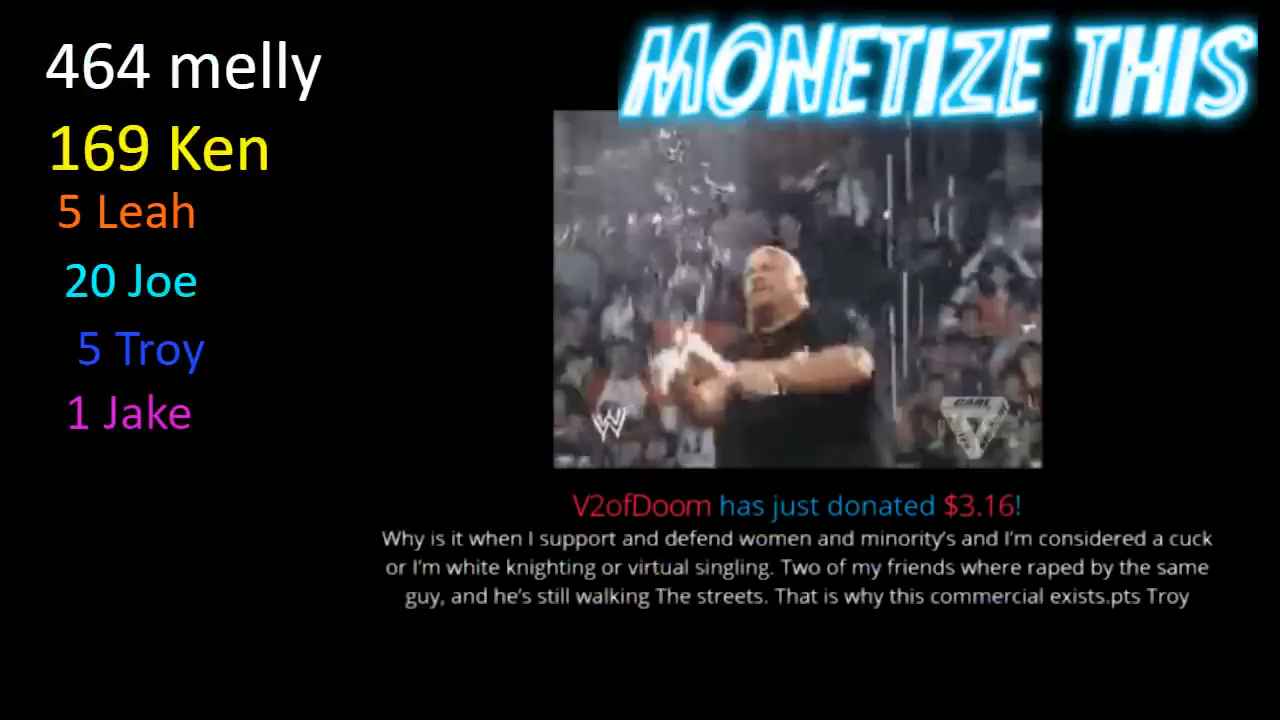 464 melly
MONETIZE THIS
169 Ken
5 Leah
20 Joe
5 Troy
1 Jake
W
V2ofDoom has just donated $3.16!
Why is it when I support and defend women and minority's and I'm considered a cuck
or I'm white knighting or virtual singling. Two of my friends where raped by the same
guy, and he's still walking The streets. That is why this commercial exists.pts Troy